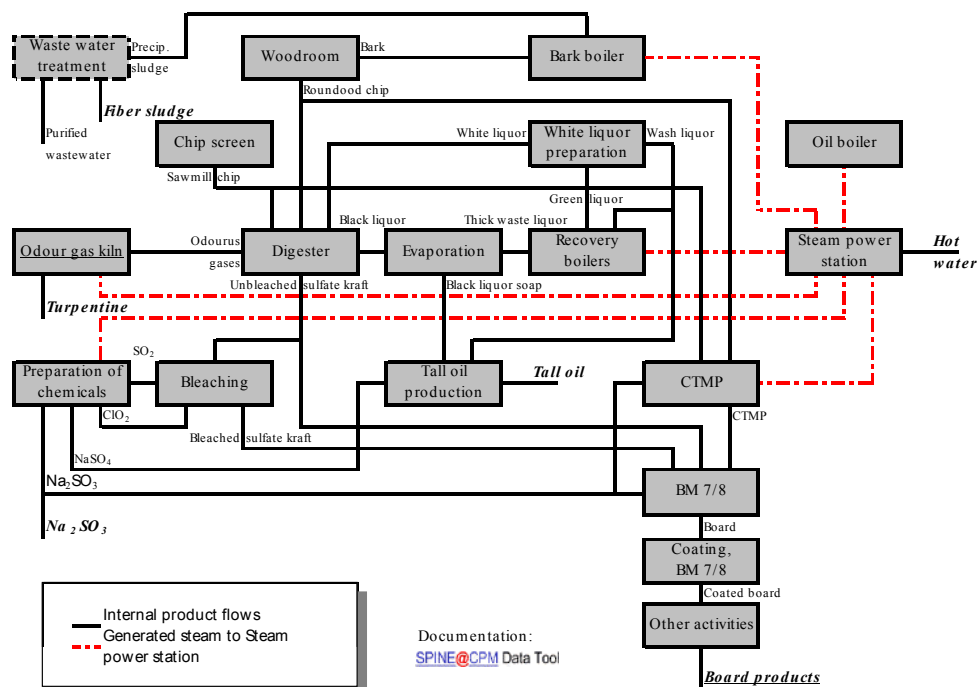 Waste water
treatment
Precip.
sludge
Woodroom
Bark
Bark boiler
Roundood chip
Fiber sludge
Purified
wastewater
Chip screen
Sawmill chip
White liquor
White liquor
preparation
Wash liquor
Oil boiler
Green liquor
Odour gas kiln
Odourus
gases
Digester
Black liquor
Evaporation
Thick waste liquor
Recovery
boilers
Steam power
station
Hot
water
Unbleached sulfate kraft
Black liquor soap
Turpentine
Preparation of
chemicals
SO2
Bleaching
Tall oil
production
Tall oil
CTMP
ClO2
CTMP
Bleached sulfate kraft
NaSO4
Na2SO3
BM 7/8
Na 2 SO 3
Board
Coating,
BM 7/8
Coated board
Other activities
Internal product flows
Generated steam to Steam
power station
Documentation:
SPINE@CPM Data Tool
Board products